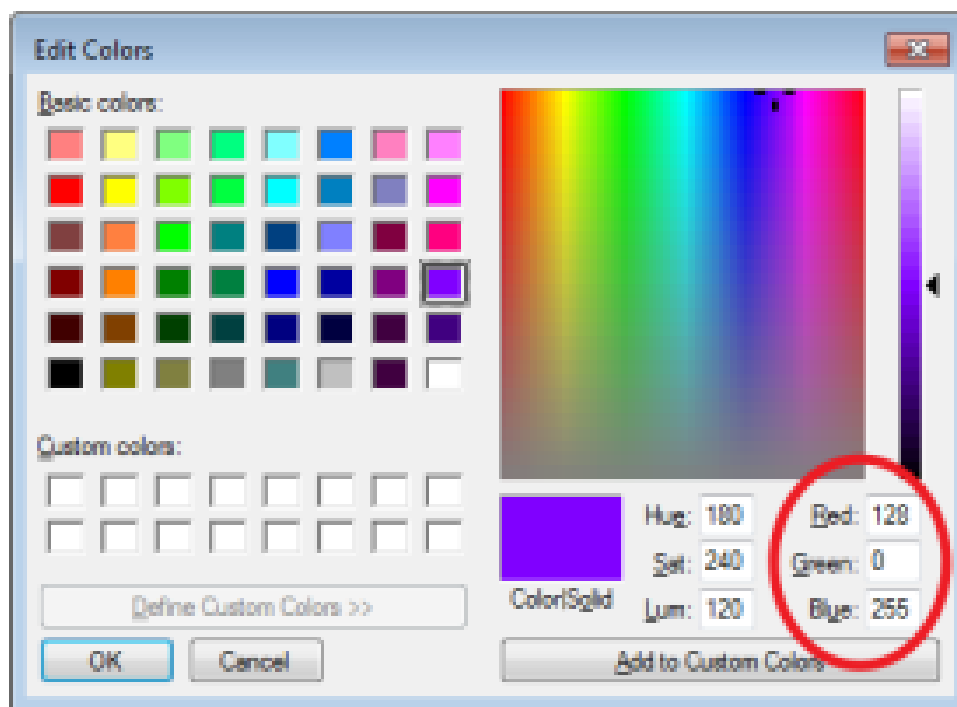 Edit Colors
Basic colors:
Custom colors:
Define Custom Colors >>
OK Cancel
Color|Solid
Hue: 180 Red: 128
Sat: 240 Green: 0
Lum: 120 Blue: 255
Add to Custom Colors